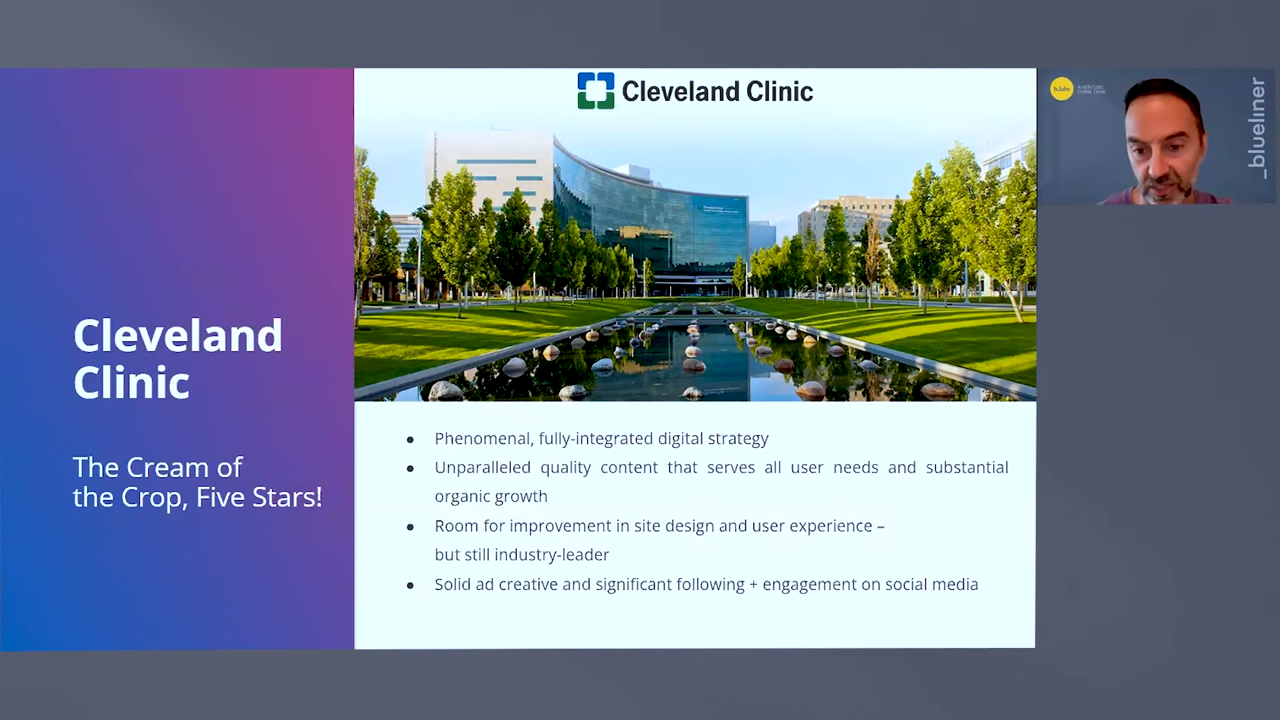 Cleveland Clinic
_blueliner
Cleveland
Clinic
The Cream of
the Crop, Five Stars!
● Phenomenal, fully-integrated digital strategy
● Unparalleled quality content that serves all user needs and substantial
organic growth
● Room for improvement in site design and user experience –
but still industry-leader
● Solid ad creative and significant following + engagement on social media